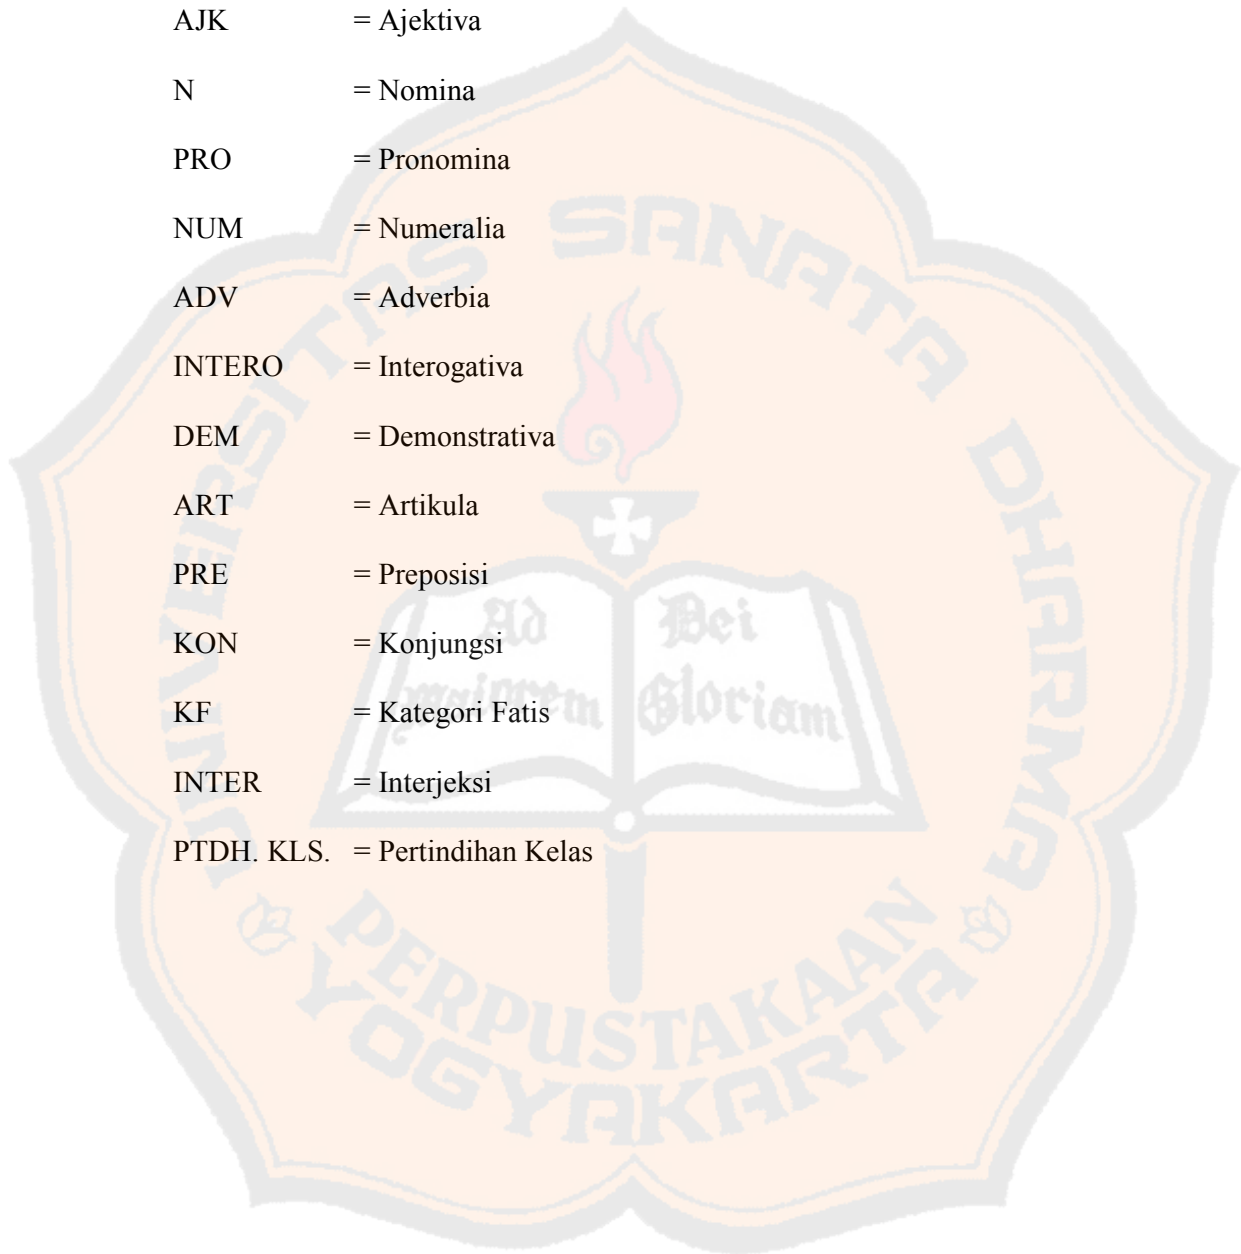 AJK = Ajektiva
N = Nomina
PRO = Pronomina
NUM = Numeralia
ADV = Adverbia
INTERO = Interogativa
DEM = Demonstrativa
ART = Artikula
PRE = Preposisi
KON = Konjungsi
KF = Kategori Fatis
INTER = Interjeksi
PTDH. KLS. = Pertindihan Kelas
UNIVERSITAS SANATA DHARMA
Ad Dei
maiorem Gloriam
PERPUSTAKAAN
YOGYAKARTA